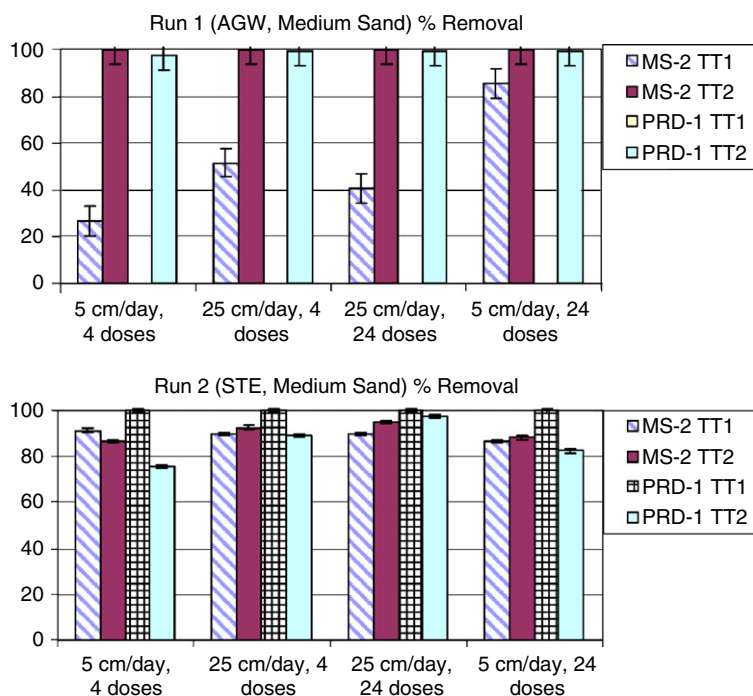 Run 1 (AGW, Medium Sand) % Removal
100
80
60
40
20
0
5 cm/day,
4 doses
25 cm/day, 4
doses
25 cm/day,
24 doses
5 cm/day, 24
doses
MS-2 TT1
MS-2 TT2
PRD-1 TT1
PRD-1 TT2
Run 2 (STE, Medium Sand) % Removal
100
80
60
40
20
0
5 cm/day,
4 doses
25 cm/day, 4
doses
25 cm/day,
24 doses
5 cm/day, 24
doses
MS-2 TT1
MS-2 TT2
PRD-1 TT1
PRD-1 TT2